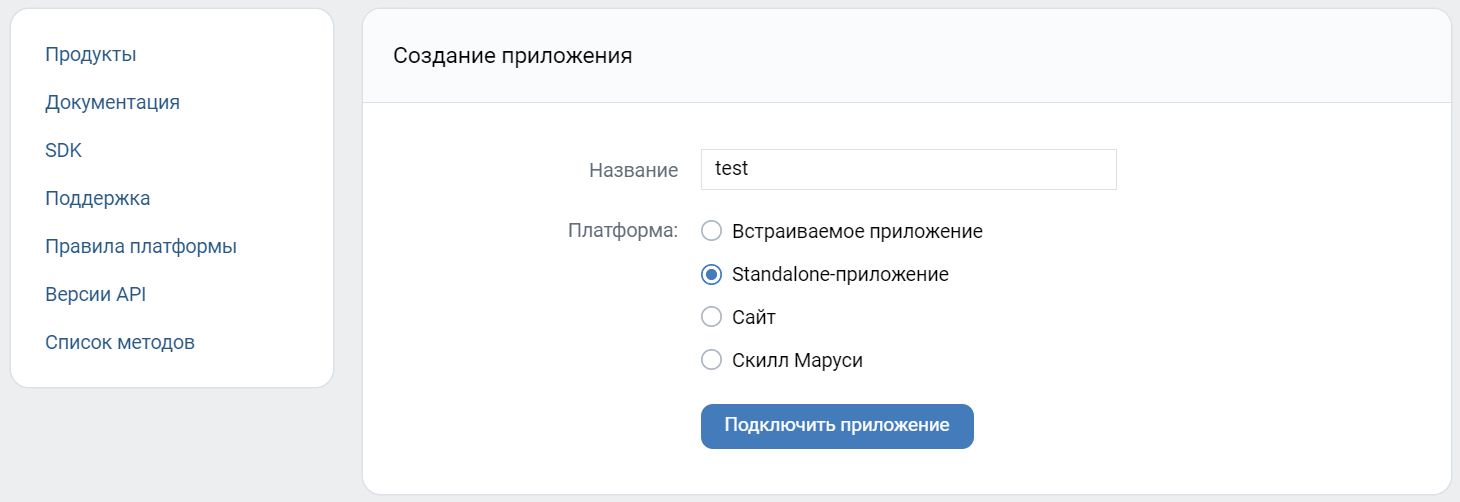 Продукты
Документация
SDK
Поддержка
Правила платформы
Версии API
Список методов
Создание приложения
Название
test
Платформа:
Встраиваемое приложение
Standalone-приложение
Сайт
Скилл Маруси
Подключить приложение